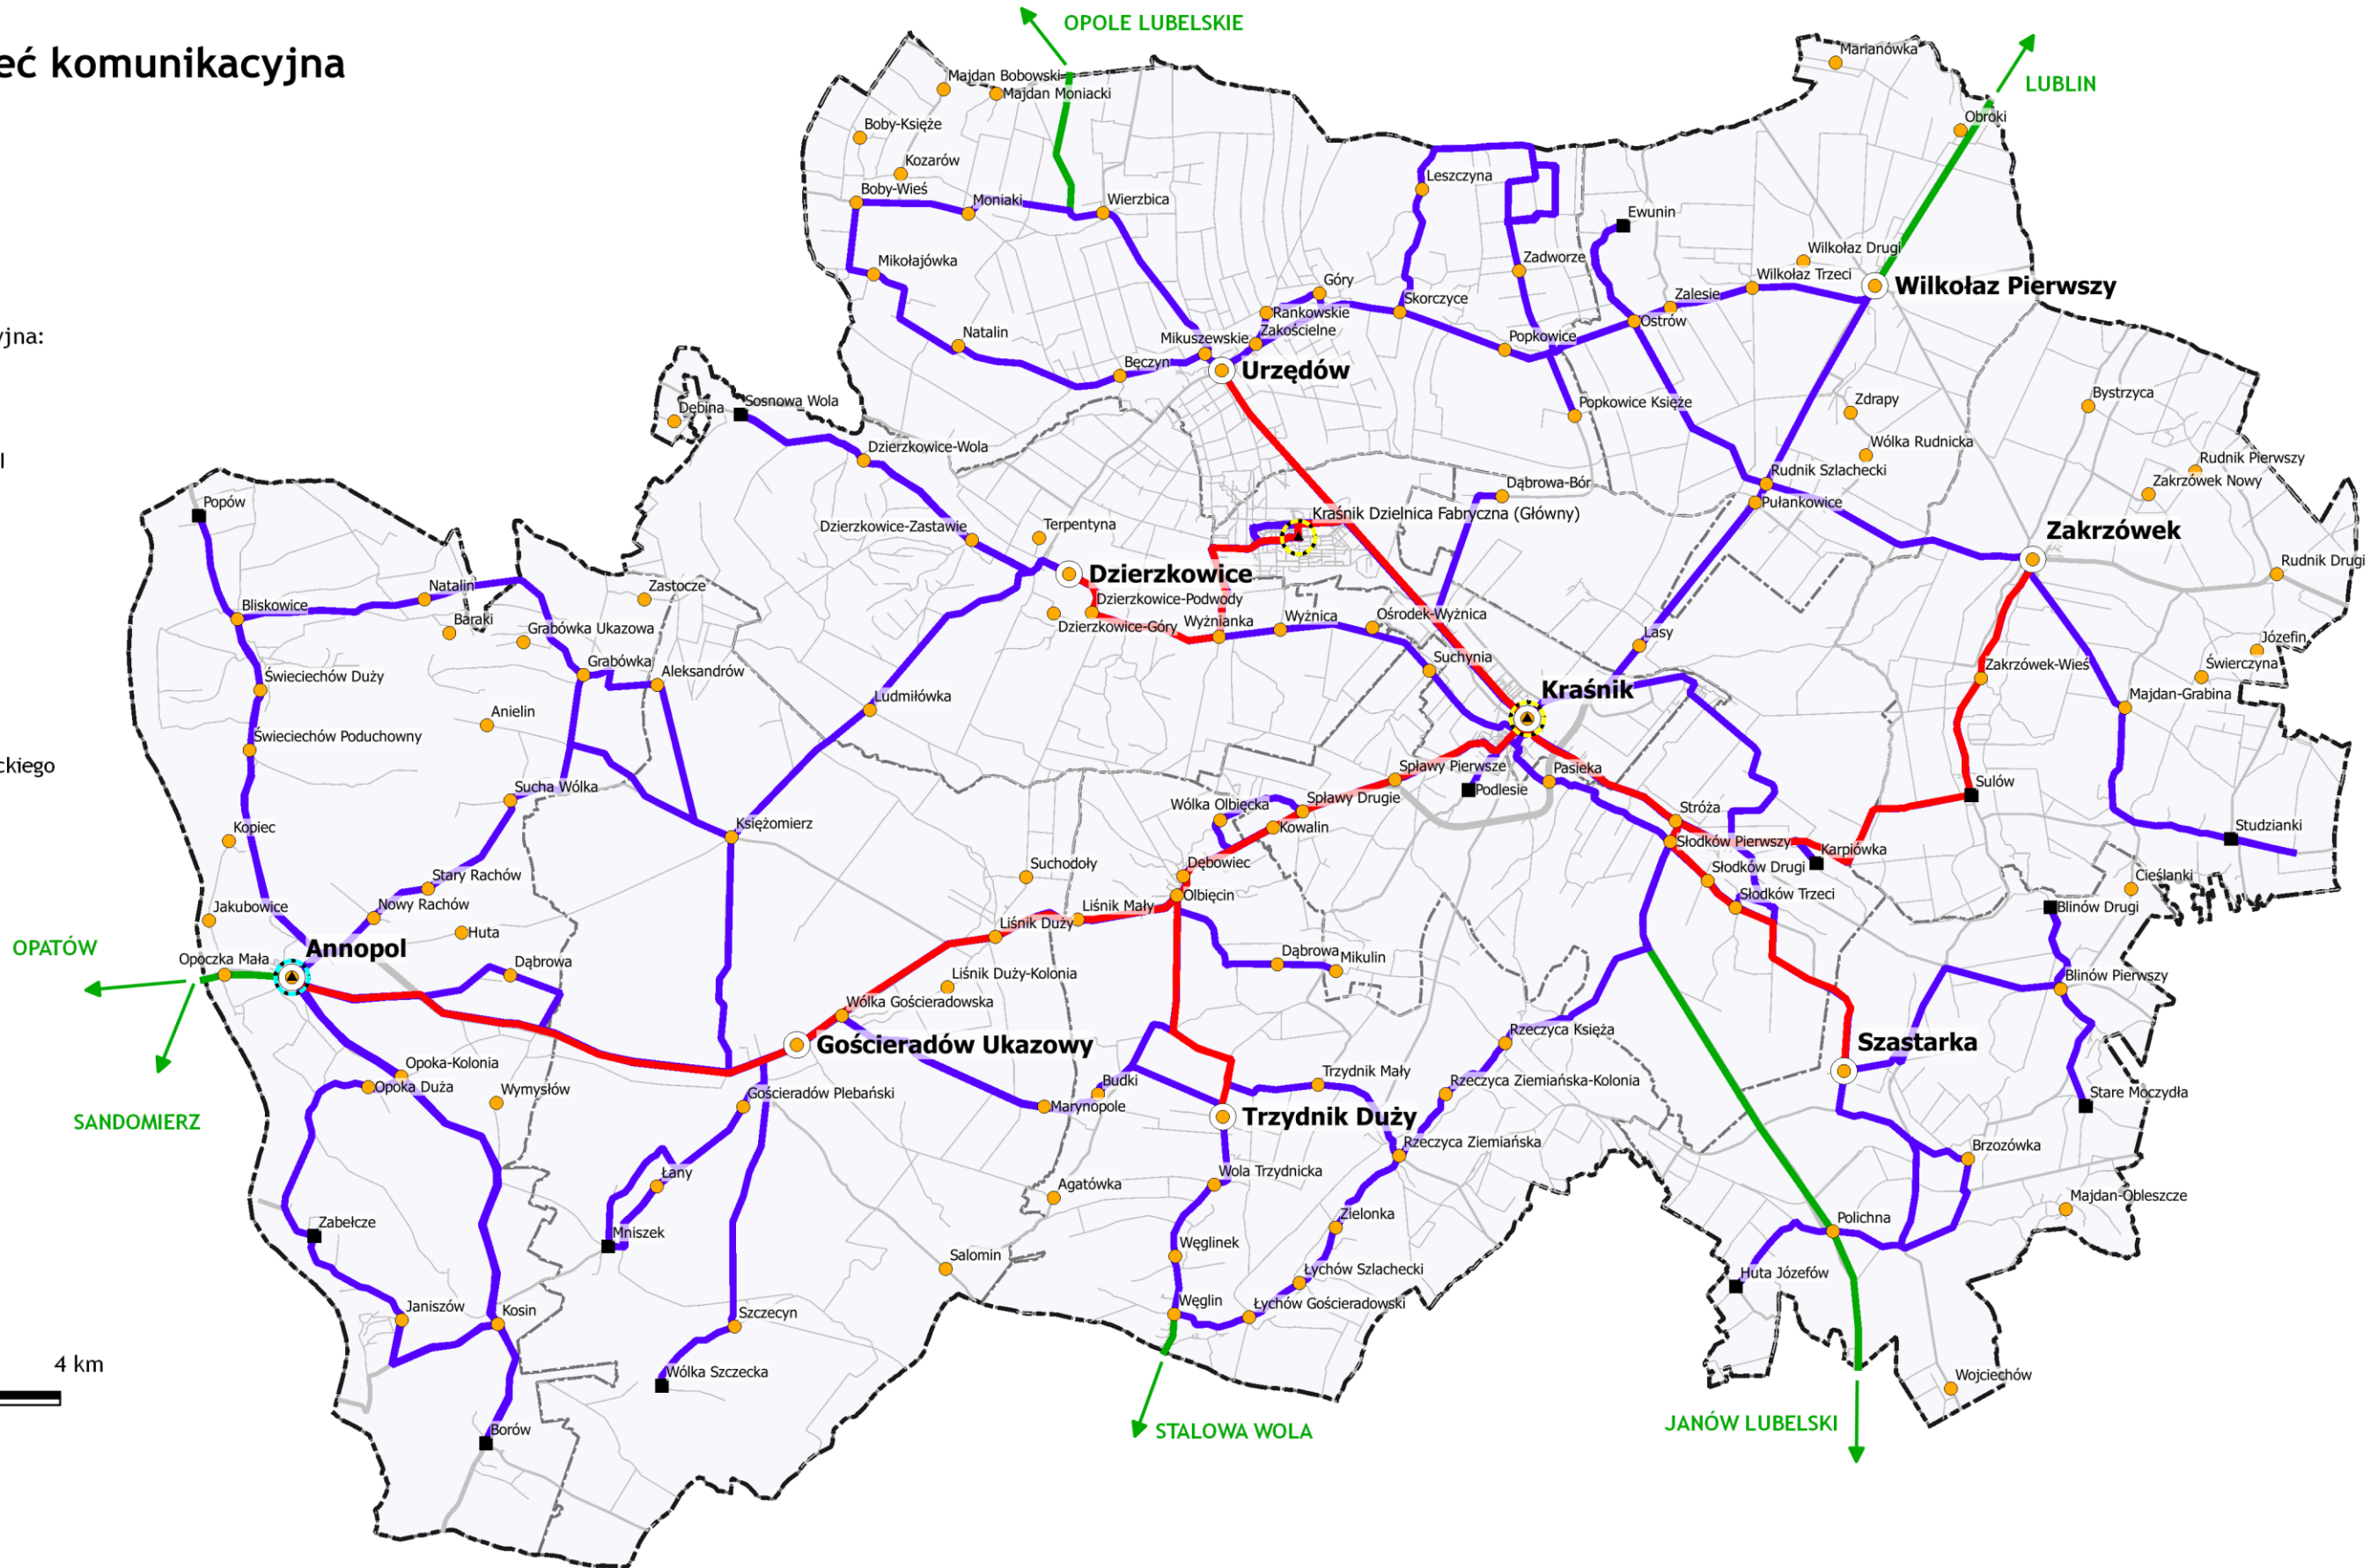 eć komunikacyjna
OPOLE LUBELSKIE
LUBLIN
Marianówka
Majdan Bobowski
Majdan Moniacki
Obroki
Boby-Księże
Kozarów
Leszczyna
Boby-Wieś
Moniaki
Wierzbica
Ewunin
Wilkołaz Drugi
Zadworze
Mikołajówka
Wilkołaz Trzeci
Góry
Wilkołaz Pierwszy
Skorczyce
Zalesie
Rankowskie
Ostrów
yjna:
Natalin
Mikuszewskie
Zakościelne
Popkowice
Bęczyn
Urzędów
Popkowice Księże
Zdrapy
Bystrzyca
Dębina
Sosnowa Wola
Dzierzkowice-Wola
Wólka Rudnicka
l
Rudnik Szlachecki
Rudnik Pierwszy
Zakrzówek Nowy
Popów
Dąbrowa-Bór
Pułankowice
Kraśnik Dzielnica Fabryczna (Główny)
Dzierzkowice-Zastawie
Terpentyna
Zakrzówek
Rudnik Drugi
Dzierzkowice
Natalin
Zastocze
Bliskowice
Dzierzkowice-Podwody
Baraki
Grabówka Ukazowa
Dzierzkowice-Góry
Wyżnianka
Wyżnica
Ośrodek-Wyżnica
Lasy
Józefin
Suchynia
Zakrzówek-Wieś
Świerczyna
Grabówka
Aleksandrów
Świeciechów Duży
Kraśnik
Majdan-Grabina
Ludmiłówka
Anielin
Świeciechów Poduchowny
ckiego
Spławy Pierwsze
Pasieka
Sucha Wólka
Podlesie
Sulów
Wólka Olbięcka
Spławy Drugie
Stróża
Kopiec
Księżomierz
Kowalin
Studzianki
Słodków Pierwszy
Karpiówka
Suchodoły
Dębowiec
Słodków Drugi
Stary Rachów
Cieślanki
Olbięcin
Słodków Trzeci
Jakubowice
Nowy Rachów
Liśnik Mały
Blinów Drugi
Liśnik Duży
Huta
OPATÓW
Annopol
Opoczka Mała
Dąbrowa
Dąbrowa
Mikulin
Liśnik Duży-Kolonia
Blinów Pierwszy
Wólka Gościeradowska
Rzeczyca Księża
Gościeradów Ukazowy
Szastarka
Opoka-Kolonia
Opoka Duża
Wymysłów
Gościeradów Plebański
Budki
Trzydnik Mały
Rzeczyca Ziemiańska-Kolonia
Marynopole
Stare Moczydła
SANDOMIERZ
Trzydnik Duży
Rzeczyca Ziemiańska
Brzozówka
Łany
Wola Trzydnicka
Agatówka
Majdan-Obleszcze
Zabełcze
Mniszek
Zielonka
Polichna
Węglinek
Salomin
Łychów Szlachecki
Huta Józefów
Janiszów
Kosin
Szczecyn
Węglin
Łychów Gościeradowski
4 km
Wólka Szczecka
Wojciechów
Borów
STALOWA WOLA
JANÓW LUBELSKI